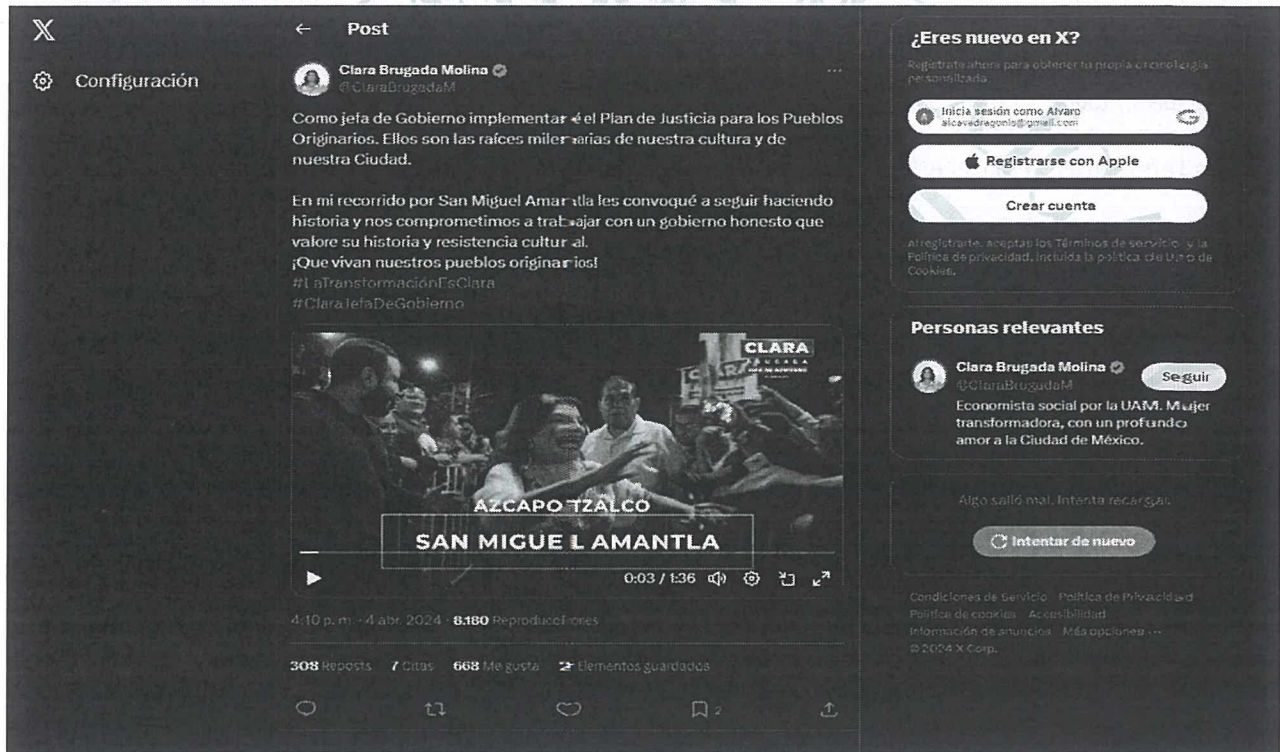 X
Configuración
← Post
Clara Brugada Molina
@ClaraBrugadaM
Como jefa de Gobierno implementaré el Plan de Justicia para los Pueblos
Originarios. Ellos son las raíces milenarias de nuestra cultura y de
nuestra Ciudad.
En mi recorrido por San Miguel Amantla les convoqué a seguir haciendo
historia y nos comprometimos a trabajar con un gobierno honesto que
valore su historia y resistencia cultural.
¡Que vivan nuestros pueblos originarios!
#LaTransformaciónEsClara
#ClaraJefaDeGobierno
CLARA
BRUGADA
AZCAPOTZALCO
SAN MIGUEL AMANTLA
0:03 / 1:36
4:10 p. m. · 4 abr. 2024 · 8.180 Reproducciones
308 Reposts 7 Citas 668 Me gusta 2 Elementos guardados
2
¿Eres nuevo en X?
Regístrate ahora para obtener tu propia cronología
personalizada.
Inicia sesión como Alvaro
alcavedragonis@gmail.com
Registrarse con Apple
Crear cuenta
Al registrarte, aceptas los Términos de servicio y la
Política de privacidad, incluida la política de Uso de
Cookies.
Personas relevantes
Clara Brugada Molina
@ClaraBrugadaM
Seguir
Economista social por la UAM. Mujer
transformadora, con un profundo
amor a la Ciudad de México.
Algo salió mal. Intenta recargar.
Intentar de nuevo
Condiciones de Servicio Política de Privacidad
Política de cookies Accesibilidad
Información de anuncios Más opciones ···
© 2024 X Corp.